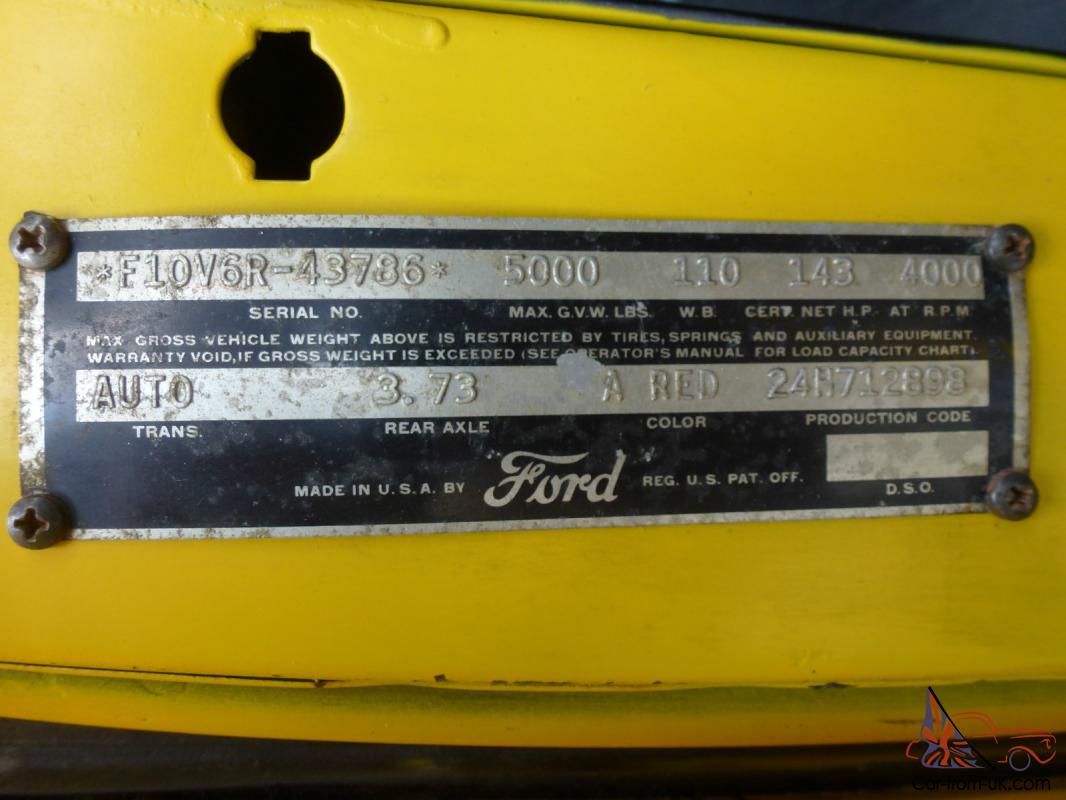 *F10V6R-43786* 5000 110 143 4000
SERIAL NO. MAX. G.V.W. LBS. W.B. CERT. NET H.P. AT R.P.M
MAX GROSS VEHICLE WEIGHT ABOVE IS RESTRICTED BY TIRES, SPRINGS AND AUXILIARY EQUIPMENT.
WARRANTY VOID, IF GROSS WEIGHT IS EXCEEDED (SEE OPERATOR'S MANUAL FOR LOAD CAPACITY CHART).
AUTO 3.73 A RED 24H712898
TRANS. REAR AXLE COLOR PRODUCTION CODE
MADE IN U.S.A. BY Ford REG. U.S. PAT. OFF. D.S.O.
Car-from-uk.com